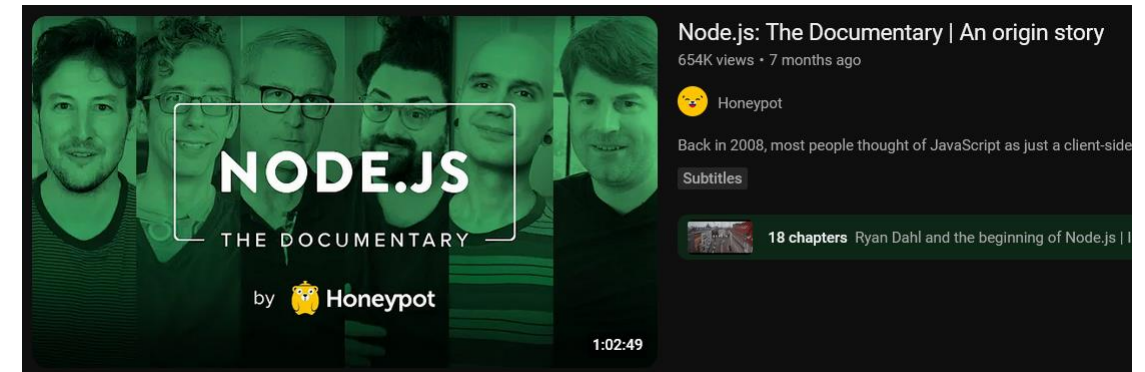 NODE.JS
THE DOCUMENTARY
by Honeypot
1:02:49
Node.js: The Documentary | An origin story
654K views • 7 months ago
Honeypot
Back in 2008, most people thought of JavaScript as just a client-side
Subtitles
18 chapters Ryan Dahl and the beginning of Node.js |